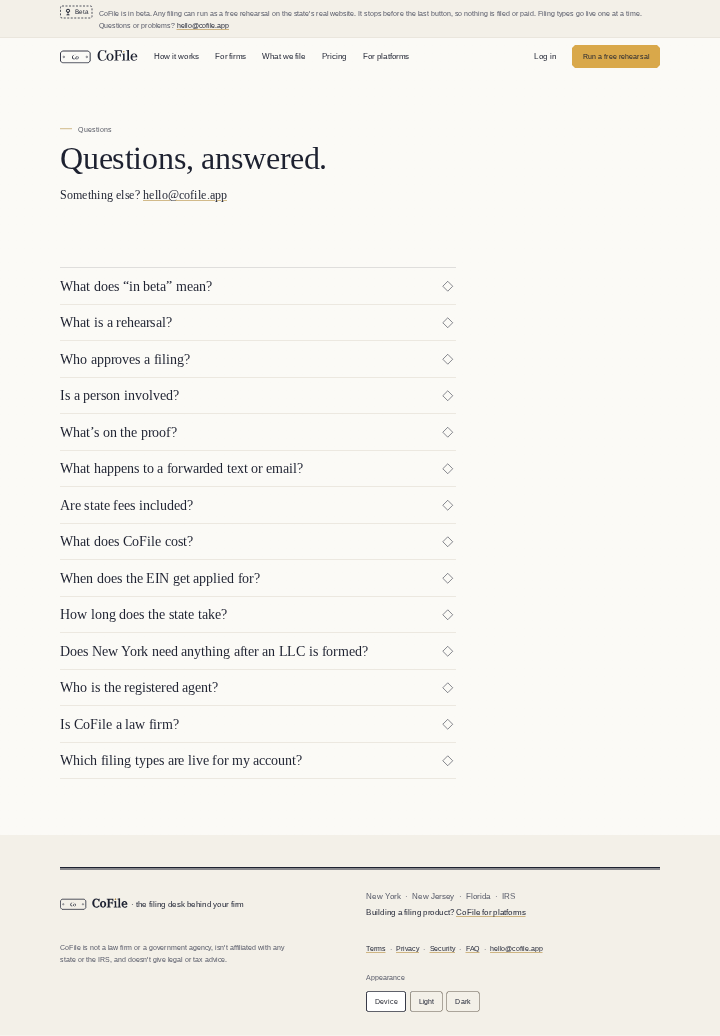 Beta
CoFile is in beta. Any filing can run as a free rehearsal on the state's real website. It stops before the last button, so nothing is filed or paid. Filing types go live one at a time.
Questions or problems? hello@cofile.app
Co CoFile How it works For firms What we file Pricing For platforms Log in Run a free rehearsal
Questions
Questions, answered.
Something else? hello@cofile.app
What does “in beta” mean?
What is a rehearsal?
Who approves a filing?
Is a person involved?
What’s on the proof?
What happens to a forwarded text or email?
Are state fees included?
What does CoFile cost?
When does the EIN get applied for?
How long does the state take?
Does New York need anything after an LLC is formed?
Who is the registered agent?
Is CoFile a law firm?
Which filing types are live for my account?
Co CoFile · the filing desk behind your firm
CoFile is not a law firm or a government agency, isn't affiliated with any
state or the IRS, and doesn't give legal or tax advice.
New York · New Jersey · Florida · IRS
Building a filing product? CoFile for platforms
Terms · Privacy · Security · FAQ · hello@cofile.app
Appearance
Device Light Dark